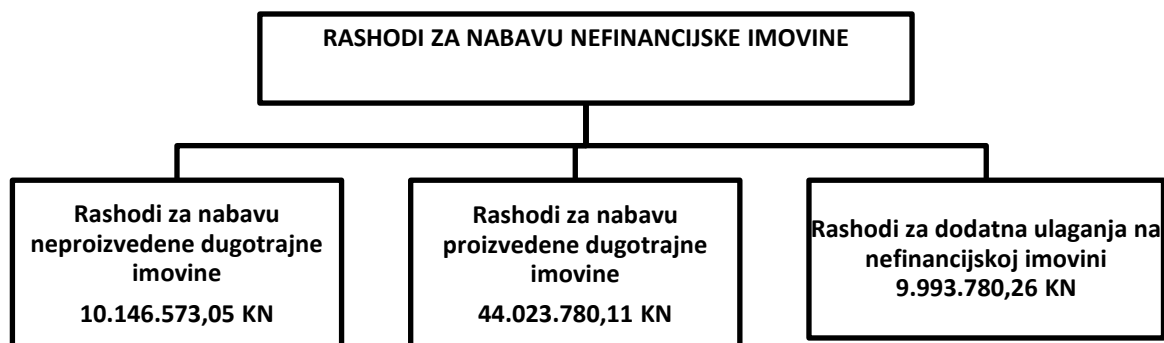 RASHODI ZA NABAVU NEFINANCIJSKE IMOVINE
Rashodi za nabavu
neproizvedene dugotrajne
imovine
10.146.573,05 KN
Rashodi za nabavu
proizvedene dugotrajne
imovine
44.023.780,11 KN
Rashodi za dodatna ulaganja na
nefinancijskoj imovini
9.993.780,26 KN